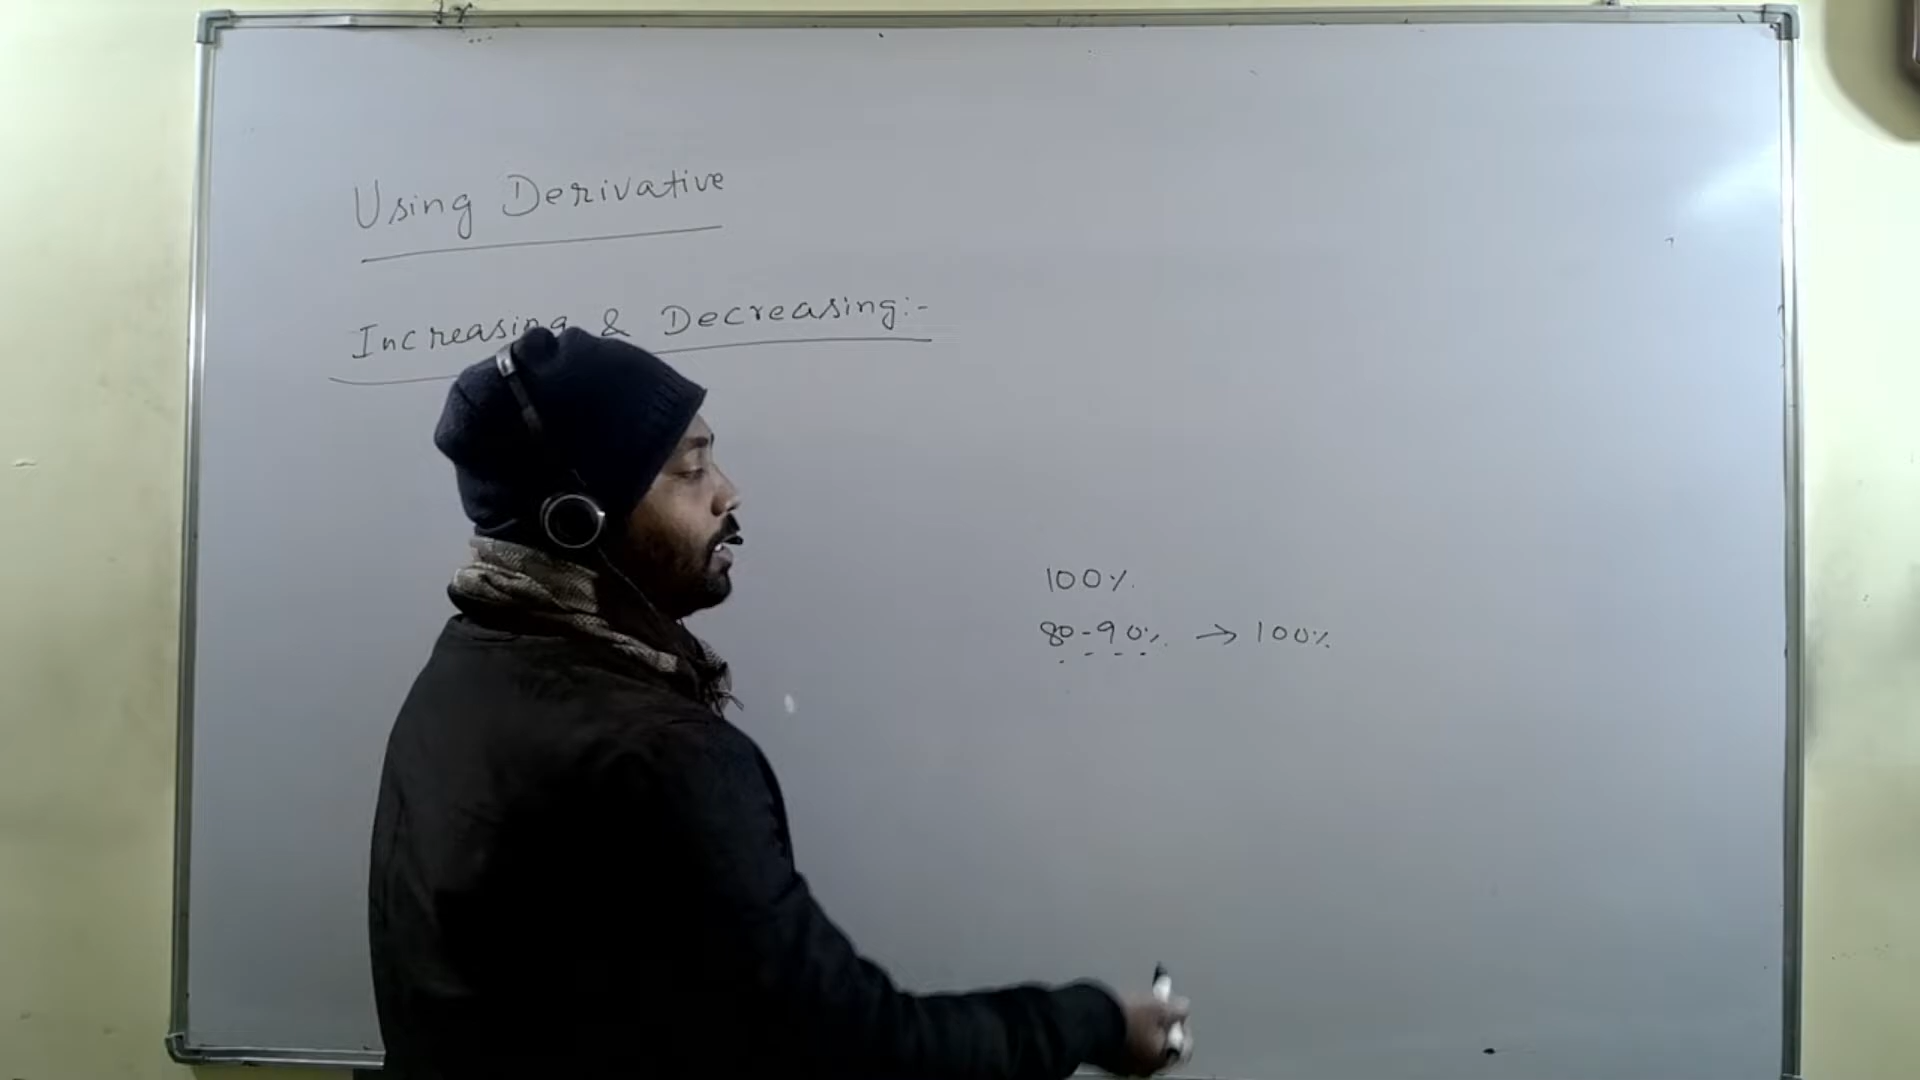 Using Derivative
Increasing & Decreasing:-
100%
80-90% → 100%